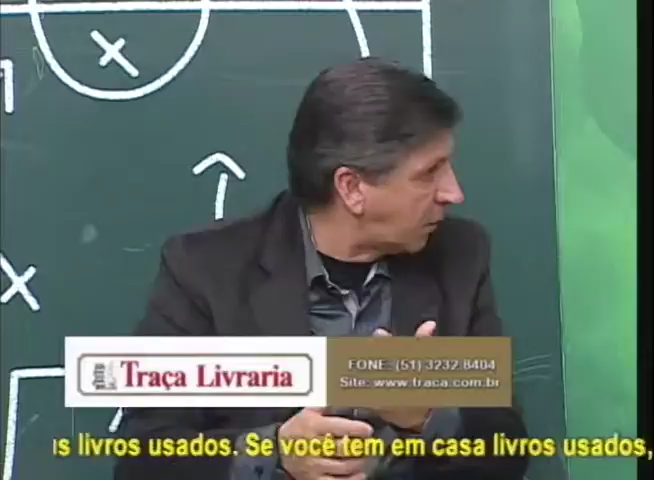 Traça Livraria
FONE: (51) 3232.8404
Site: www.traca.com.br
livros usados. Se você tem em casa livros usados,